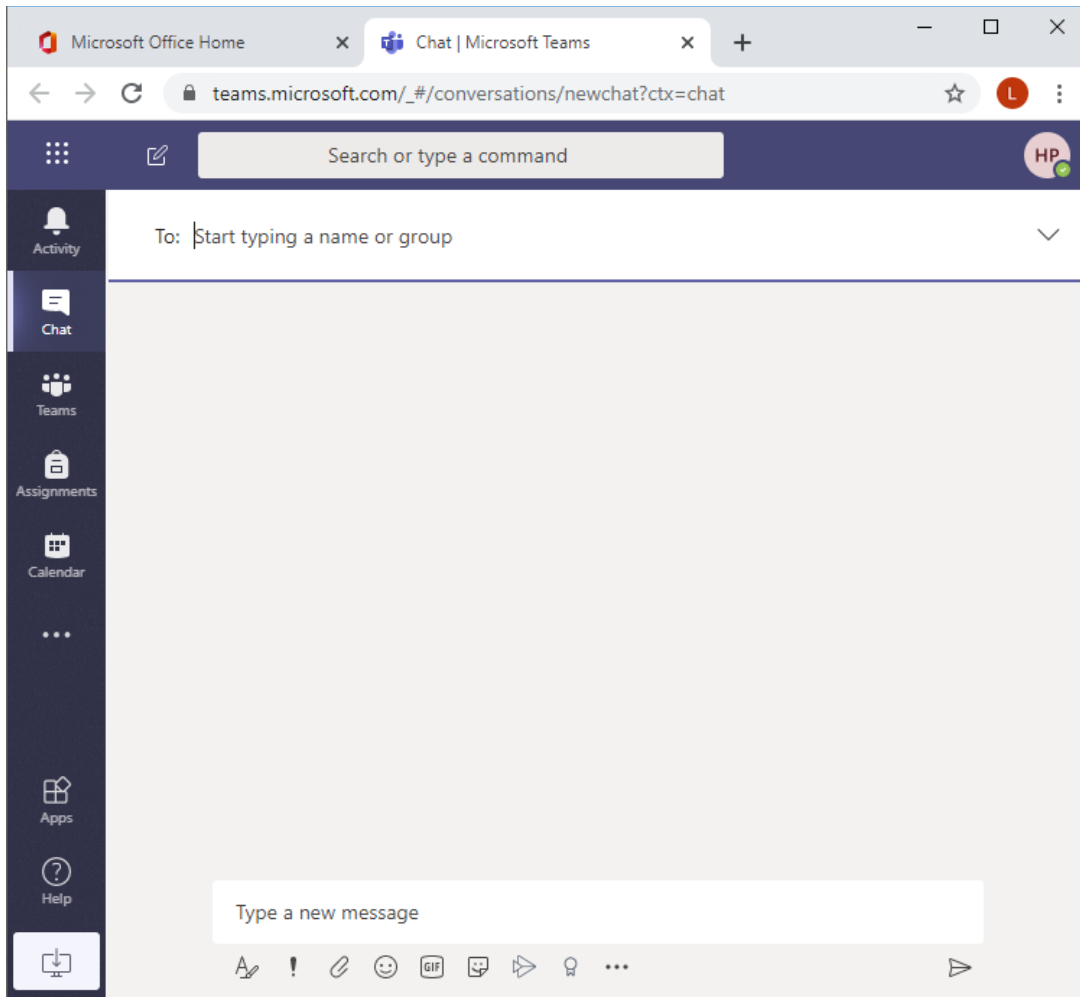 Microsoft Office Home
Chat | Microsoft Teams
teams.microsoft.com/_#/conversations/newchat?ctx=chat
L
Search or type a command
HP
Activity
To: Start typing a name or group
Chat
Teams
Assignments
Calendar
Apps
Help
Type a new message
GIF